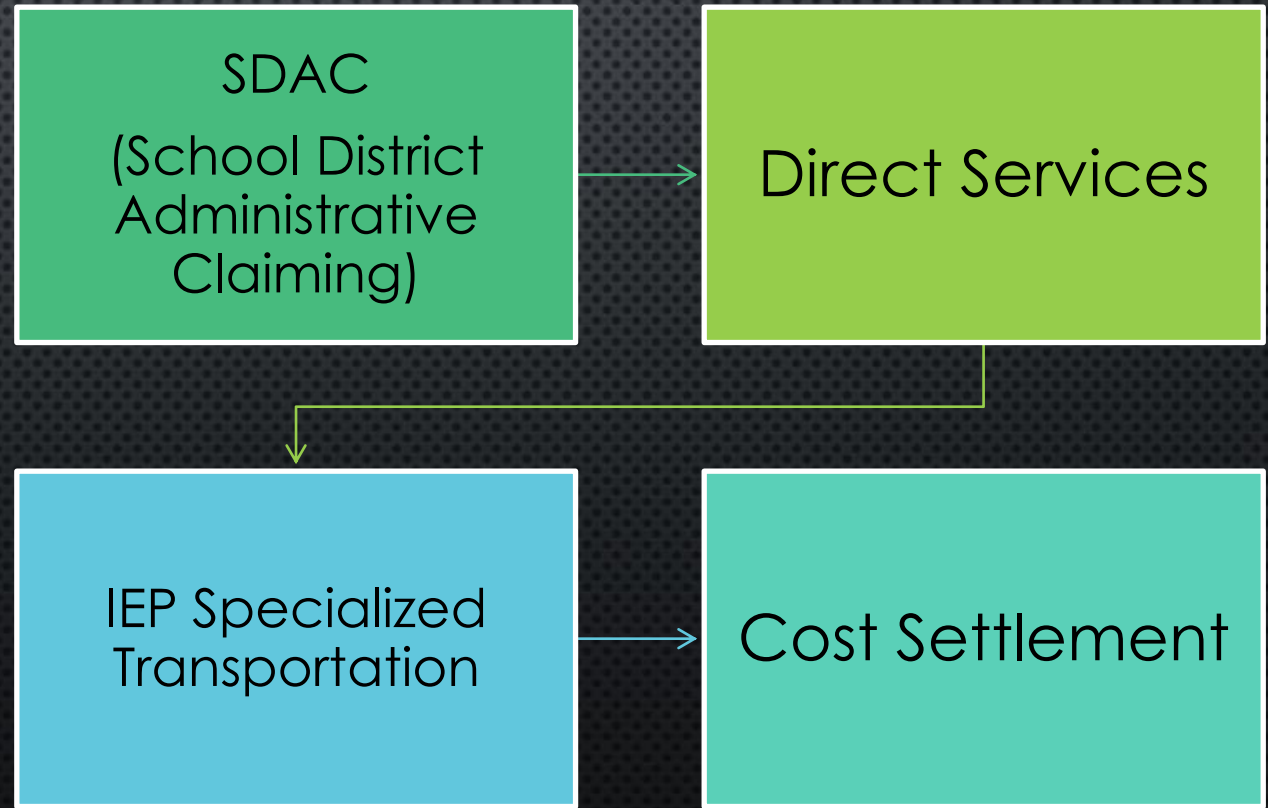 SDAC
(School District
Administrative
Claiming)
Direct Services
IEP Specialized
Transportation
Cost Settlement